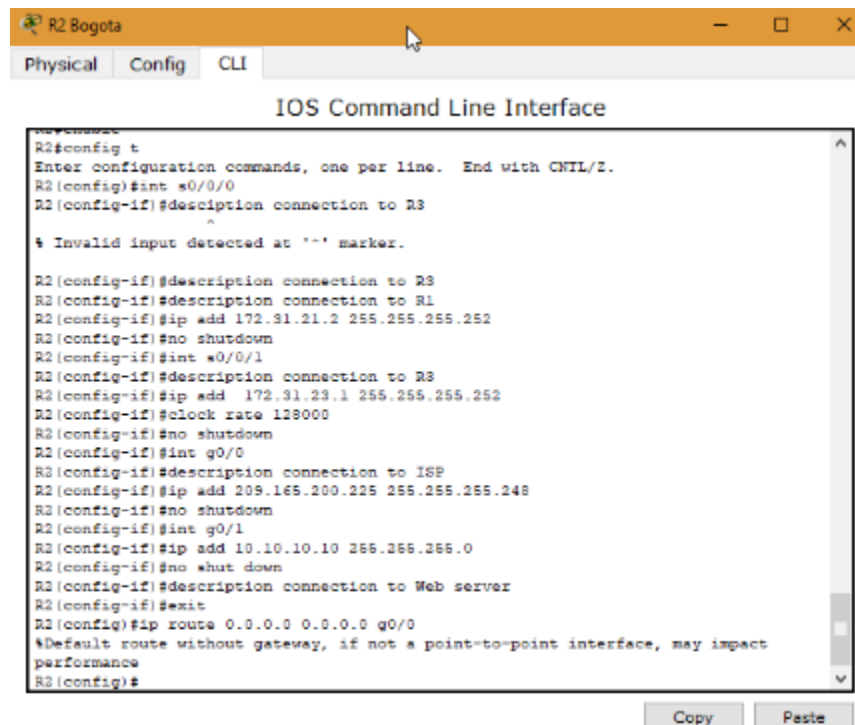 R2 Bogota
Physical Config CLI
IOS Command Line Interface
R2#enable
R2#config t
Enter configuration commands, one per line. End with CNTL/Z.
R2(config)#int s0/0/0
R2(config-if)#desciption connection to R3
^
% Invalid input detected at '^' marker.
R2(config-if)#description connection to R3
R2(config-if)#description connection to R1
R2(config-if)#ip add 172.31.21.2 255.255.255.252
R2(config-if)#no shutdown
R2(config-if)#int s0/0/1
R2(config-if)#description connection to R3
R2(config-if)#ip add  172.31.23.1 255.255.255.252
R2(config-if)#clock rate 128000
R2(config-if)#no shutdown
R2(config-if)#int g0/0
R2(config-if)#description connection to ISP
R2(config-if)#ip add 209.165.200.225 255.255.255.248
R2(config-if)#no shutdown
R2(config-if)#int g0/1
R2(config-if)#ip add 10.10.10.10 255.255.255.0
R2(config-if)#no shut down
R2(config-if)#description connection to Web server
R2(config-if)#exit
R2(config)#ip route 0.0.0.0 0.0.0.0 g0/0
%Default route without gateway, if not a point-to-point interface, may impact
performance
R2(config)#
Copy Paste